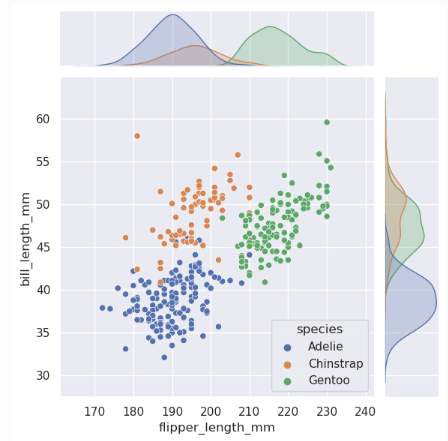 60
55
50
45
40
35
30
bill_length_mm
species
Adelie
Chinstrap
Gentoo
170 180 190 200 210 220 230 240
flipper_length_mm